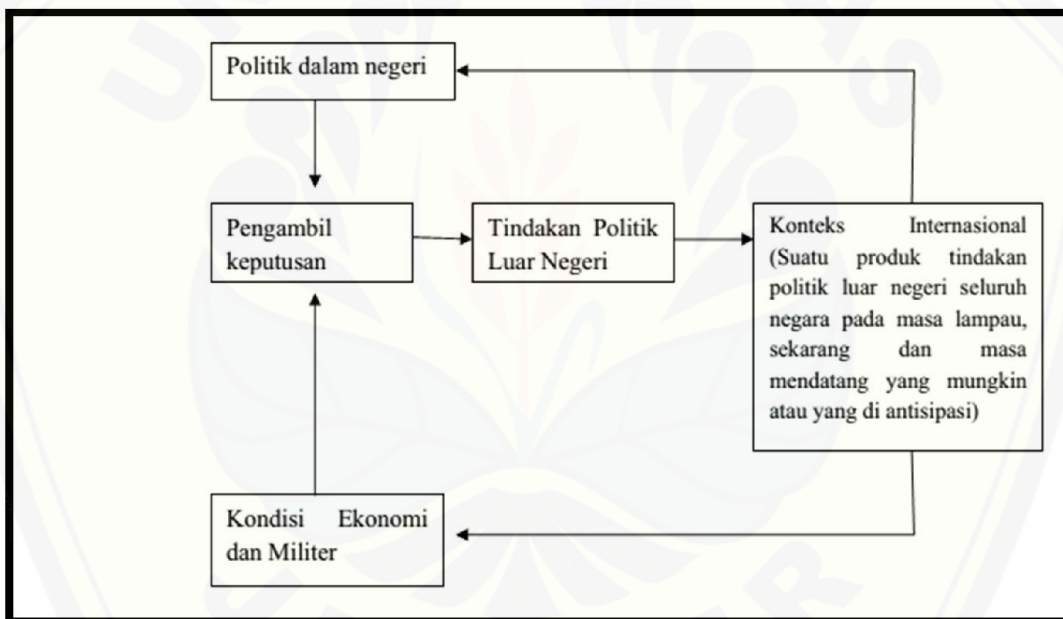 Politik dalam negeri
Pengambil
keputusan
Tindakan Politik
Luar Negeri
Konteks Internasional
(Suatu produk tindakan
politik luar negeri seluruh
negara pada masa lampau,
sekarang dan masa
mendatang yang mungkin
atau yang di antisipasi)
Kondisi Ekonomi
dan Militer